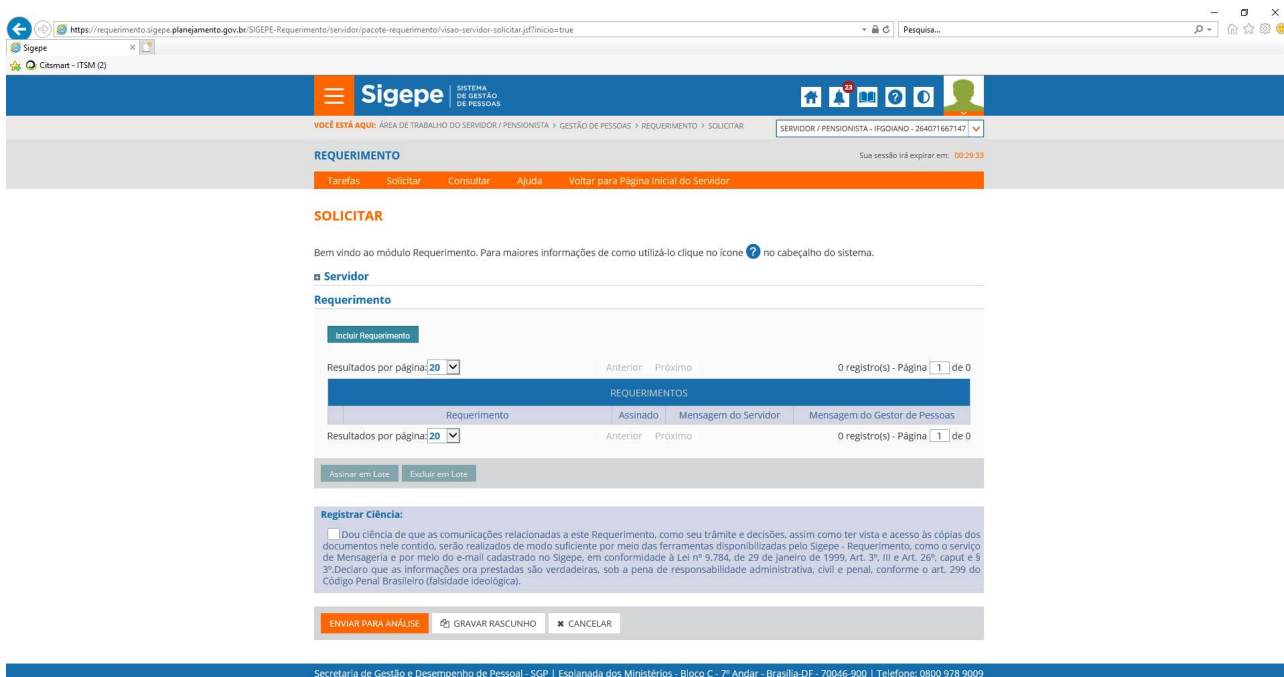 https://requerimento.sigepe.planejamento.gov.br/SIGEPE-Requerimento/servidor/pacote-requerimento/visao-servidor-solicitar.jsf?inicio=true
Pesquisa...
Sigepe
Citsmart - ITSM (2)
Sigepe
SISTEMA
DE GESTÃO
DE PESSOAS
23
VOCÊ ESTÁ AQUI: ÁREA DE TRABALHO DO SERVIDOR / PENSIONISTA > GESTÃO DE PESSOAS > REQUERIMENTO > SOLICITAR
SERVIDOR / PENSIONISTA - IFGOIANO - 264071667147
REQUERIMENTO
Sua sessão irá expirar em: 00:29:33
Tarefas Solicitar Consultar Ajuda Voltar para Página Inicial do Servidor
SOLICITAR
Bem vindo ao módulo Requerimento. Para maiores informações de como utilizá-lo clique no ícone ? no cabeçalho do sistema.
Servidor
Requerimento
Incluir Requerimento
Resultados por página: 20 Anterior Próximo 0 registro(s) - Página 1 de 0
REQUERIMENTOS
Requerimento Assinado Mensagem do Servidor Mensagem do Gestor de Pessoas
Resultados por página: 20 Anterior Próximo 0 registro(s) - Página 1 de 0
Assinar em Lote Excluir em Lote
Registrar Ciência:
Dou ciência de que as comunicações relacionadas a este Requerimento, como seu trâmite e decisões, assim como ter vista e acesso às cópias dos
documentos nele contido, serão realizados de modo suficiente por meio das ferramentas disponibilizadas pelo Sigepe - Requerimento, como o serviço
de Mensageria e por meio do e-mail cadastrado no Sigepe, em conformidade à Lei nº 9.784, de 29 de janeiro de 1999, Art. 3º, III e Art. 26º, caput e §
3º.Declaro que as informações ora prestadas são verdadeiras, sob a pena de responsabilidade administrativa, civil e penal, conforme o art. 299 do
Código Penal Brasileiro (falsidade ideológica).
ENVIAR PARA ANÁLISE GRAVAR RASCUNHO CANCELAR
Secretaria de Gestão e Desempenho de Pessoal - SGP | Esplanada dos Ministérios - Bloco C - 7º Andar - Brasília-DF - 70046-900 | Telefone: 0800 978 9009